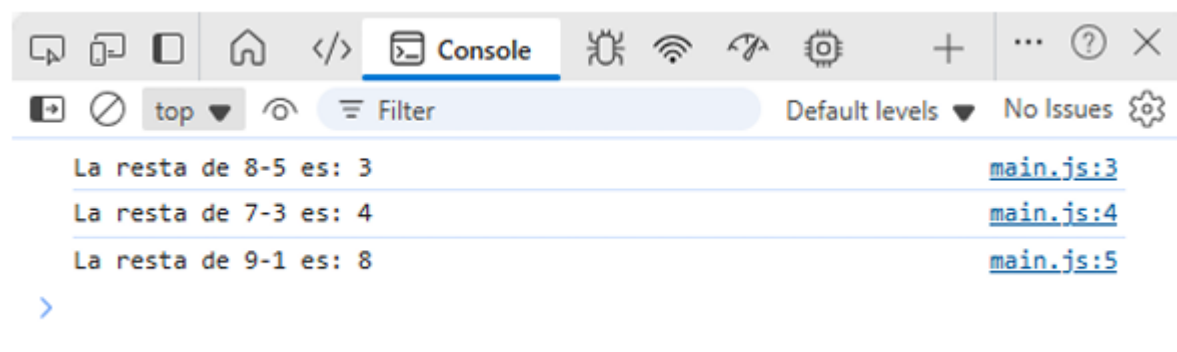 Console
top Filter Default levels No Issues
La resta de 8-5 es: 3 main.js:3
La resta de 7-3 es: 4 main.js:4
La resta de 9-1 es: 8 main.js:5